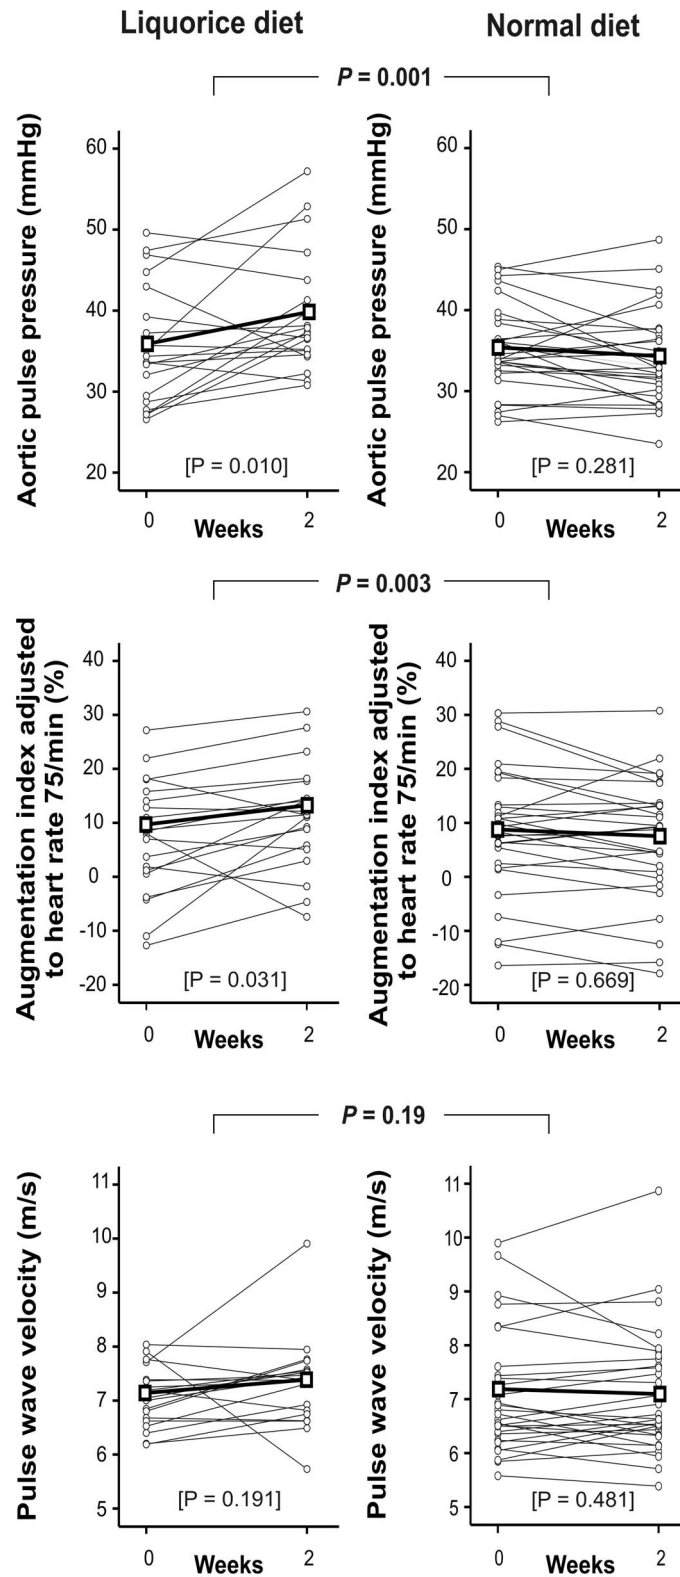 Liquorice diet
Normal diet
P = 0.001
Aortic pulse pressure (mmHg)
60
50
40
30
20
[P = 0.010]
0
Weeks
2
Aortic pulse pressure (mmHg)
60
50
40
30
20
[P = 0.281]
0
Weeks
2
P = 0.003
Augmentation index adjusted
to heart rate 75/min (%)
40
30
20
10
0
-10
-20
[P = 0.031]
0
Weeks
2
Augmentation index adjusted
to heart rate 75/min (%)
40
30
20
10
0
-10
-20
[P = 0.669]
0
Weeks
2
P = 0.19
Pulse wave velocity (m/s)
11
10
9
8
7
6
5
[P = 0.191]
0
Weeks
2
Pulse wave velocity (m/s)
11
10
9
8
7
6
5
[P = 0.481]
0
Weeks
2